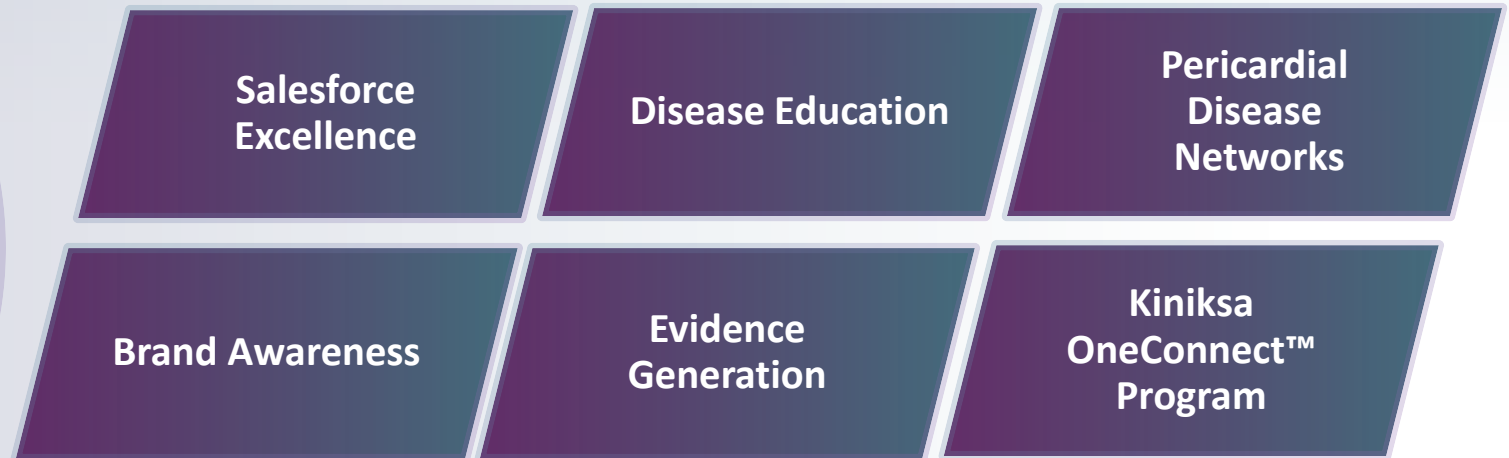 Salesforce
Excellence
Disease Education
Pericardial
Disease
Networks
Brand Awareness
Evidence
Generation
Kiniksa
OneConnect™
Program